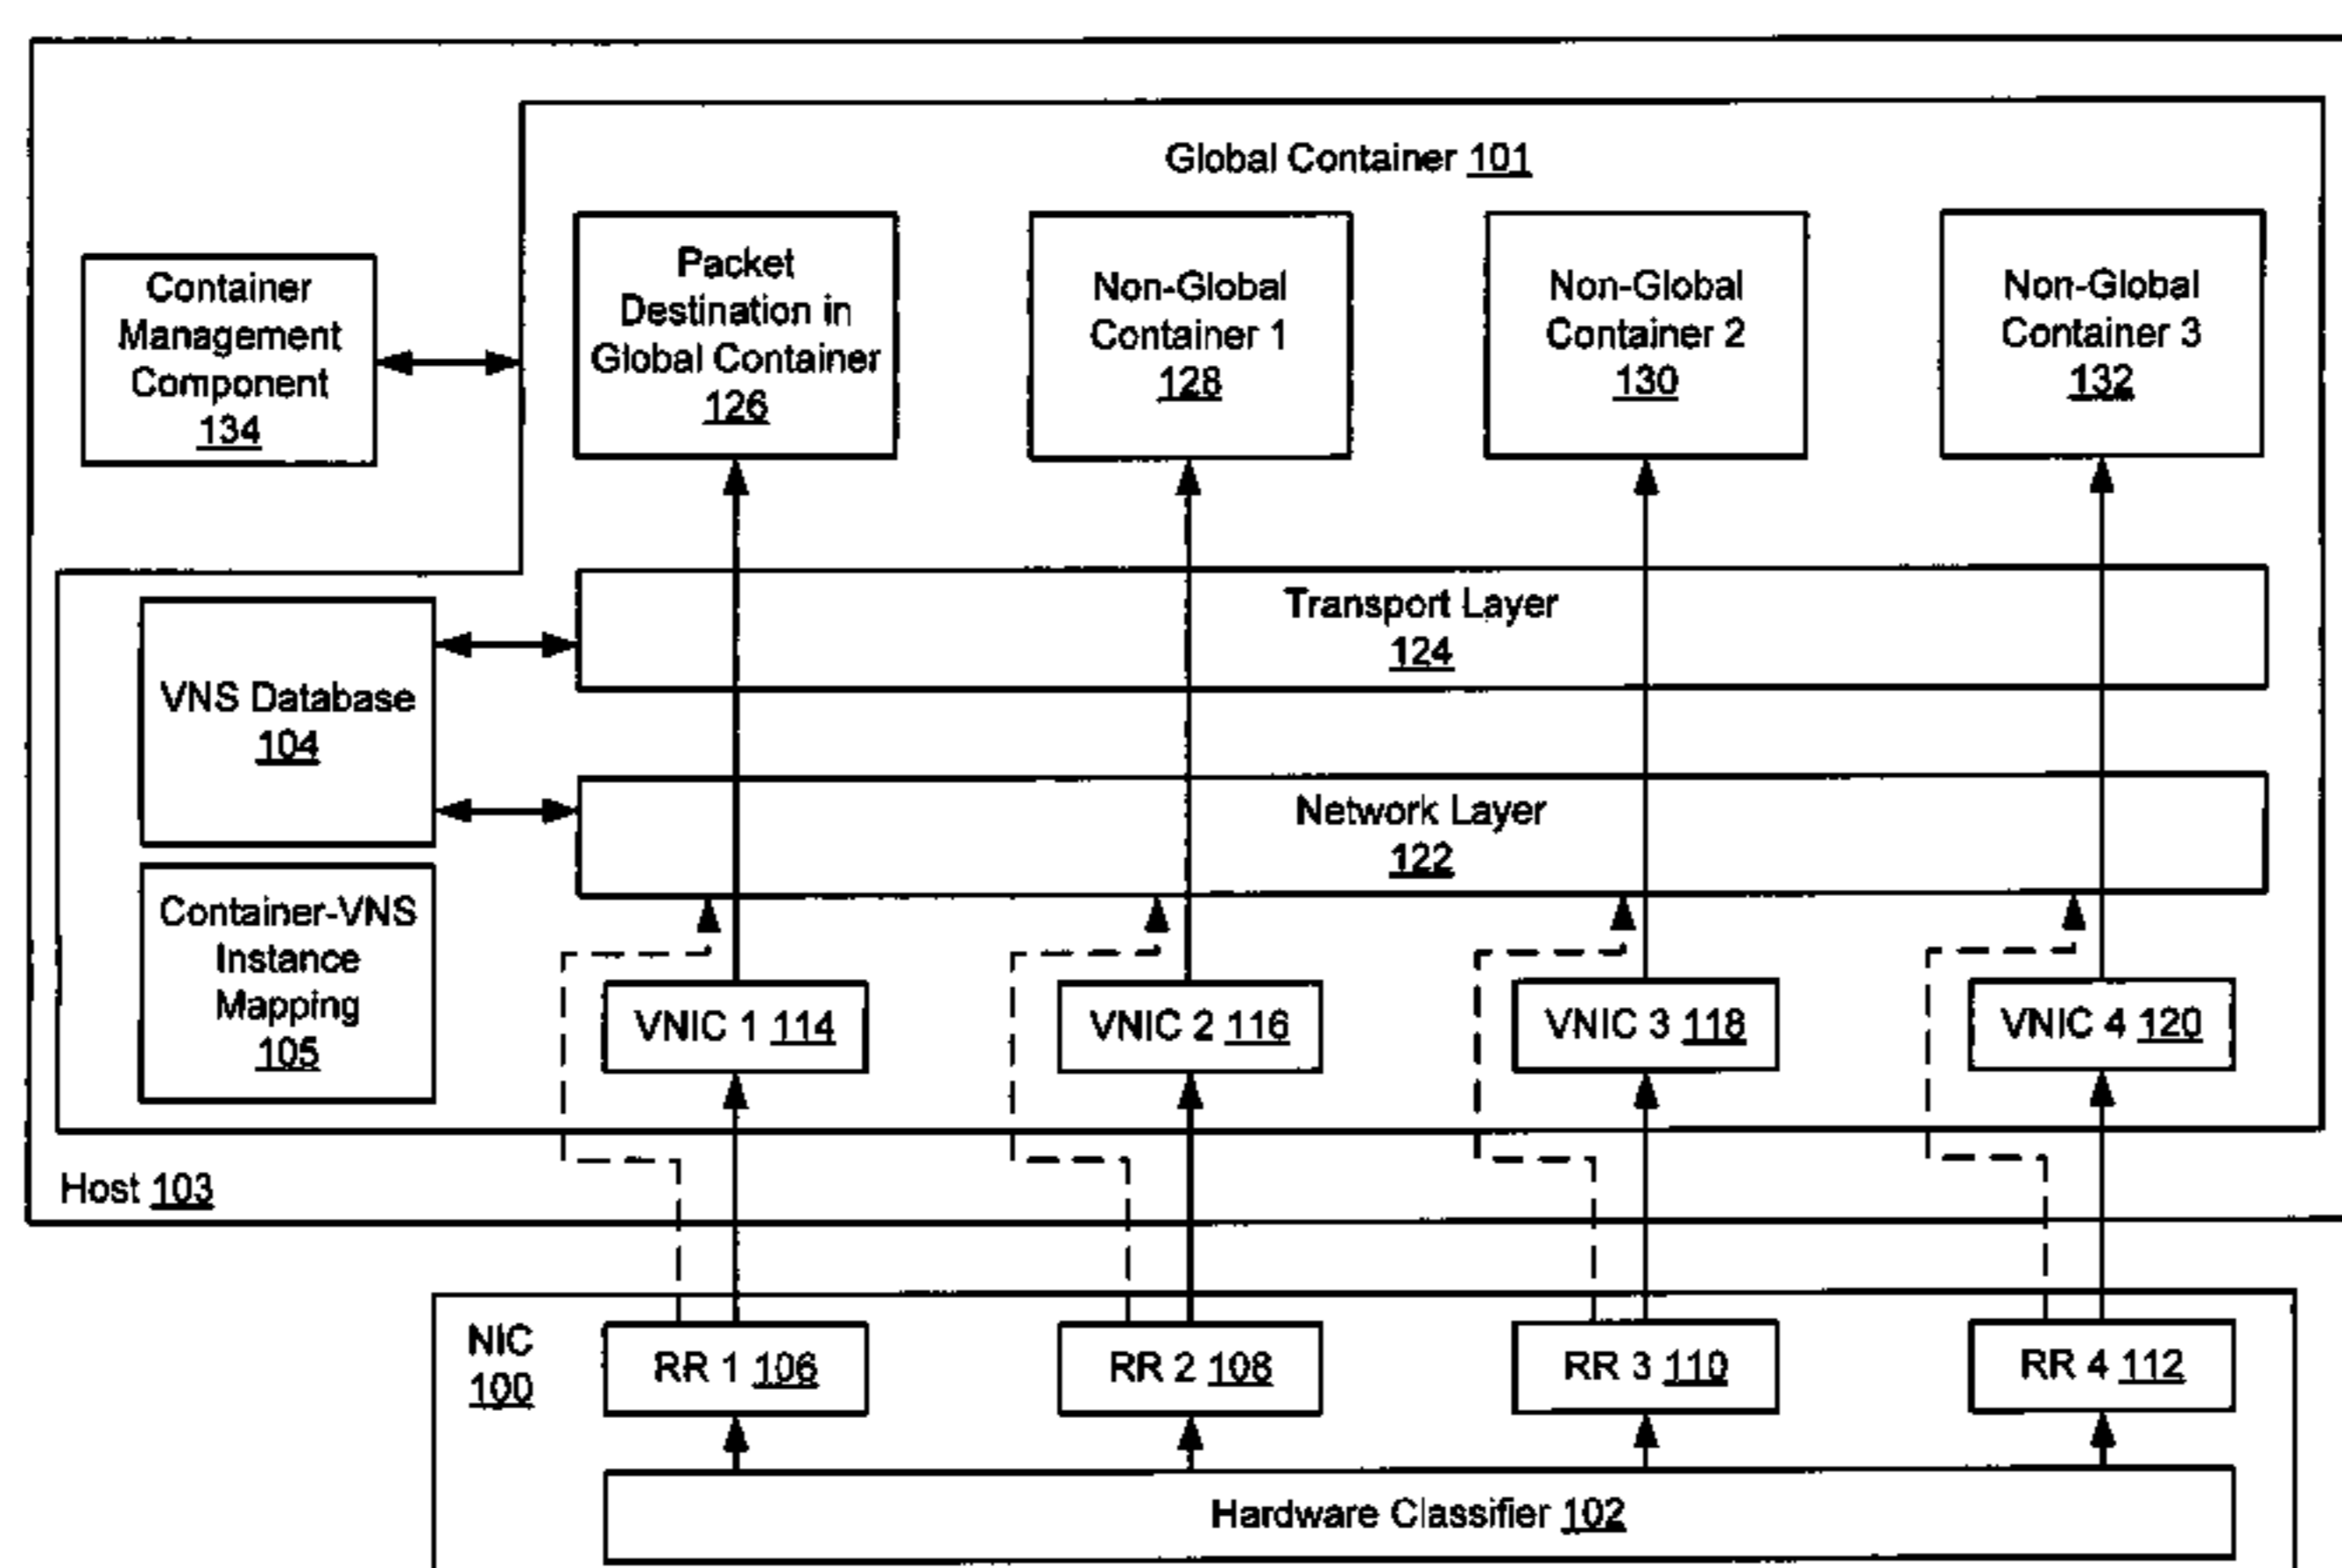 Global Container 101
Container
Management
Component
134
Packet
Destination in
Global Container
126
Non-Global
Container 1
128
Non-Global
Container 2
130
Non-Global
Container 3
132
Transport Layer
124
VNS Database
104
Network Layer
122
Container-VNS
Instance
Mapping
105
VNIC 1 114
VNIC 2 116
VNIC 3 118
VNIC 4 120
Host 103
NIC
100
RR 1 106
RR 2 108
RR 3 110
RR 4 112
Hardware Classifier 102